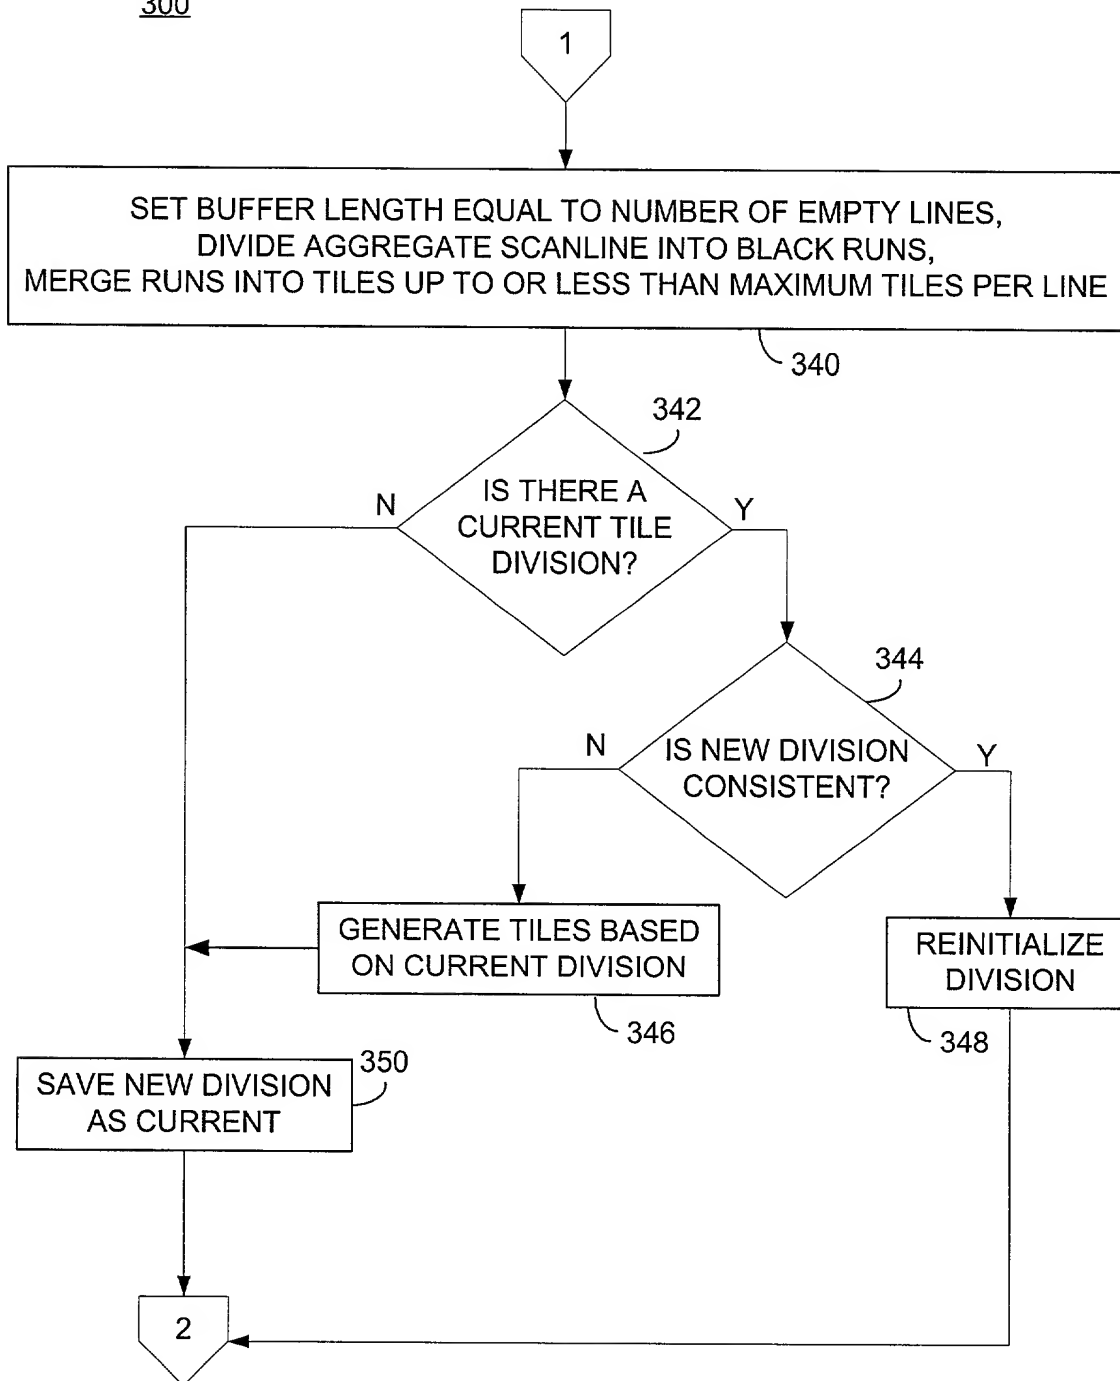 300
1
SET BUFFER LENGTH EQUAL TO NUMBER OF EMPTY LINES,
DIVIDE AGGREGATE SCANLINE INTO BLACK RUNS,
MERGE RUNS INTO TILES UP TO OR LESS THAN MAXIMUM TILES PER LINE
340
342
IS THERE A
CURRENT TILE
DIVISION?
N
Y
344
IS NEW DIVISION
CONSISTENT?
N
Y
GENERATE TILES BASED
ON CURRENT DIVISION
346
REINITIALIZE
DIVISION
348
SAVE NEW DIVISION
AS CURRENT
350
2